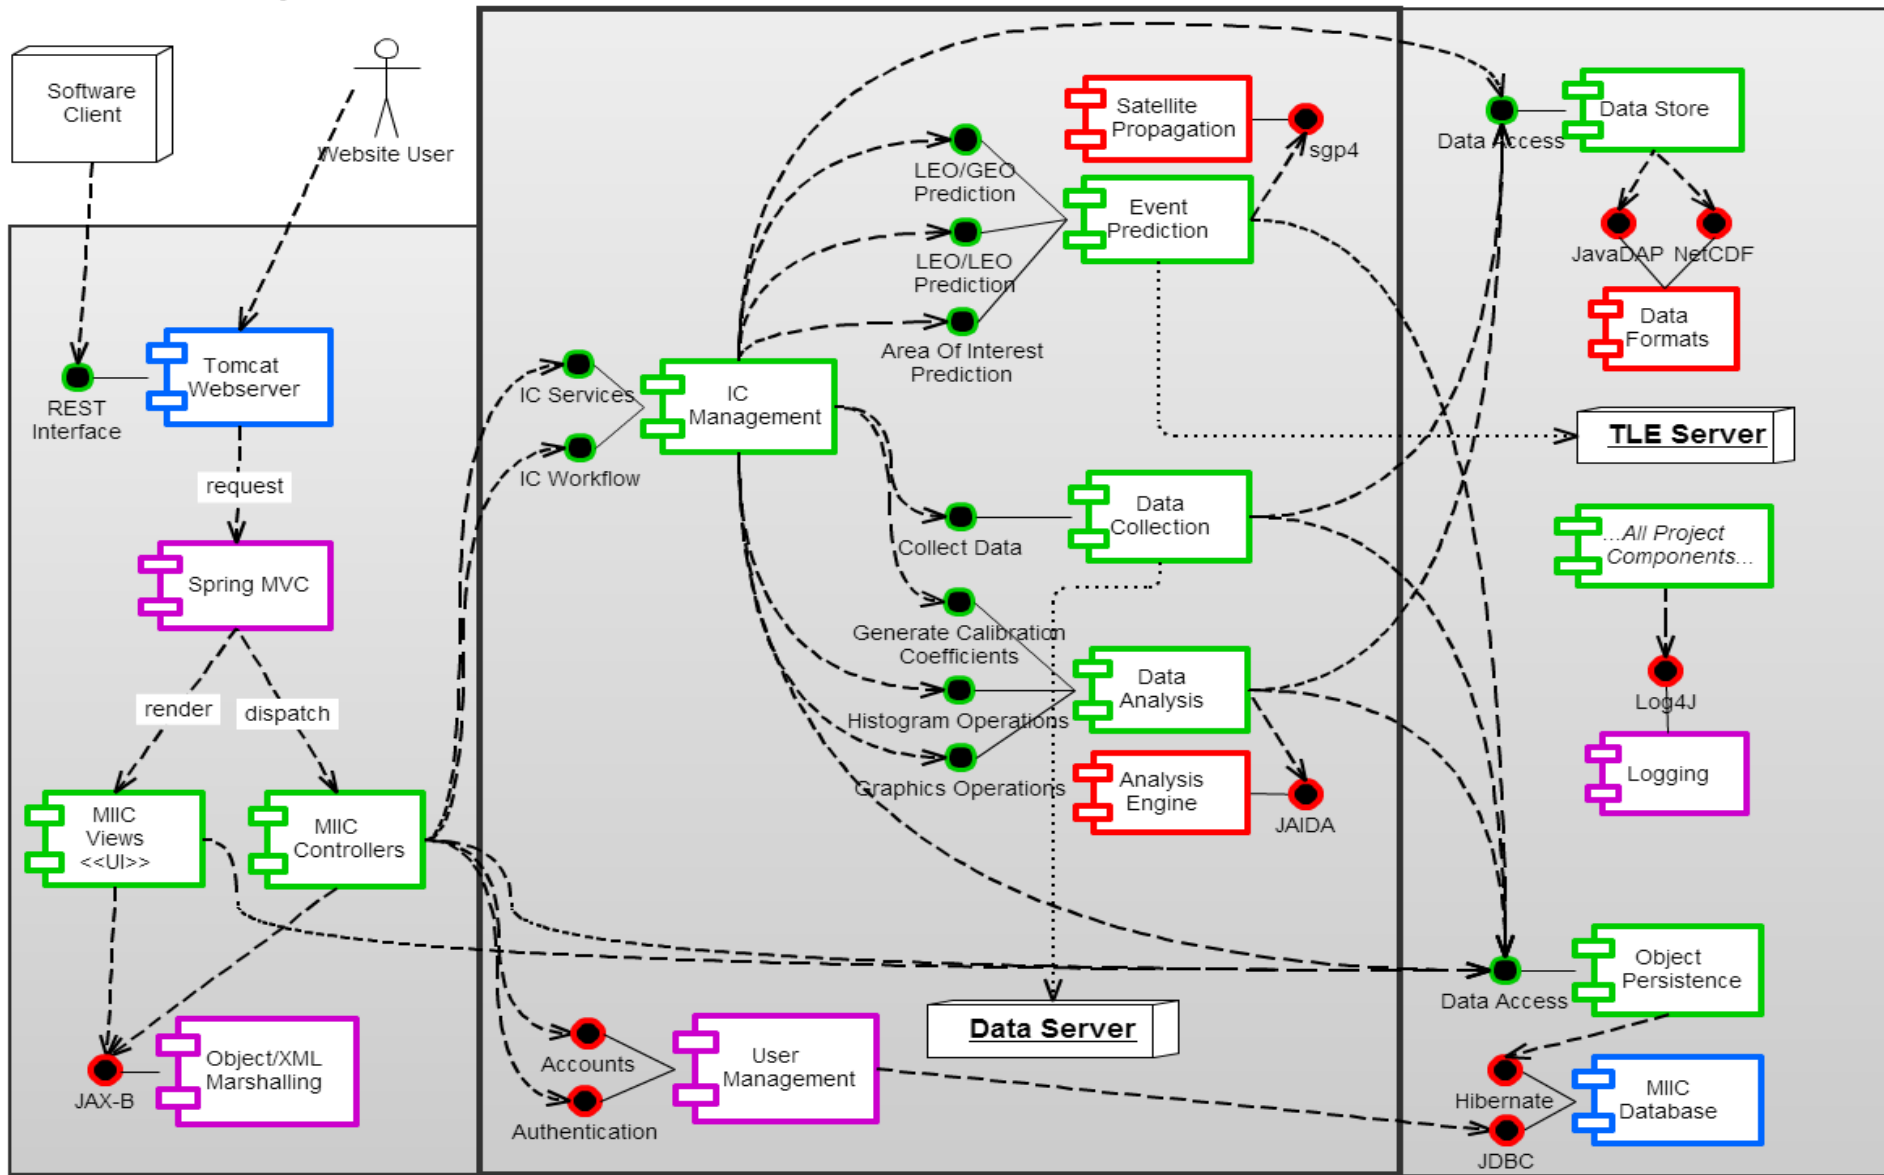 Software
Client
Website User
Tomcat
Webserver
REST
Interface
request
Spring MVC
render
dispatch
MIIC
Views
<<UI>>
MIIC
Controllers
Object/XML
Marshalling
JAX-B
Satellite
Propagation
sgp4
LEO/GEO
Prediction
Event
Prediction
LEO/LEO
Prediction
Area Of Interest
Prediction
IC Services
IC
Management
IC Workflow
Data
Collection
Collect Data
Generate Calibration
Coefficients
Data
Analysis
Histogram Operations
Graphics Operations
Analysis
Engine
JAIDA
Data Server
Accounts
User
Management
Authentication
Data Store
Data Access
JavaDAP
NetCDF
Data
Formats
TLE Server
...All Project
Components...
Log4J
Logging
Object
Persistence
Data Access
Hibernate
MIIC
Database
JDBC